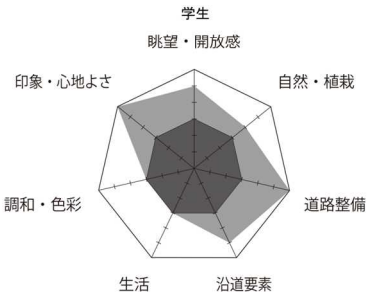 学生
眺望・開放感
印象・心地よさ
自然・植栽
調和・色彩
道路整備
生活
沿道要素